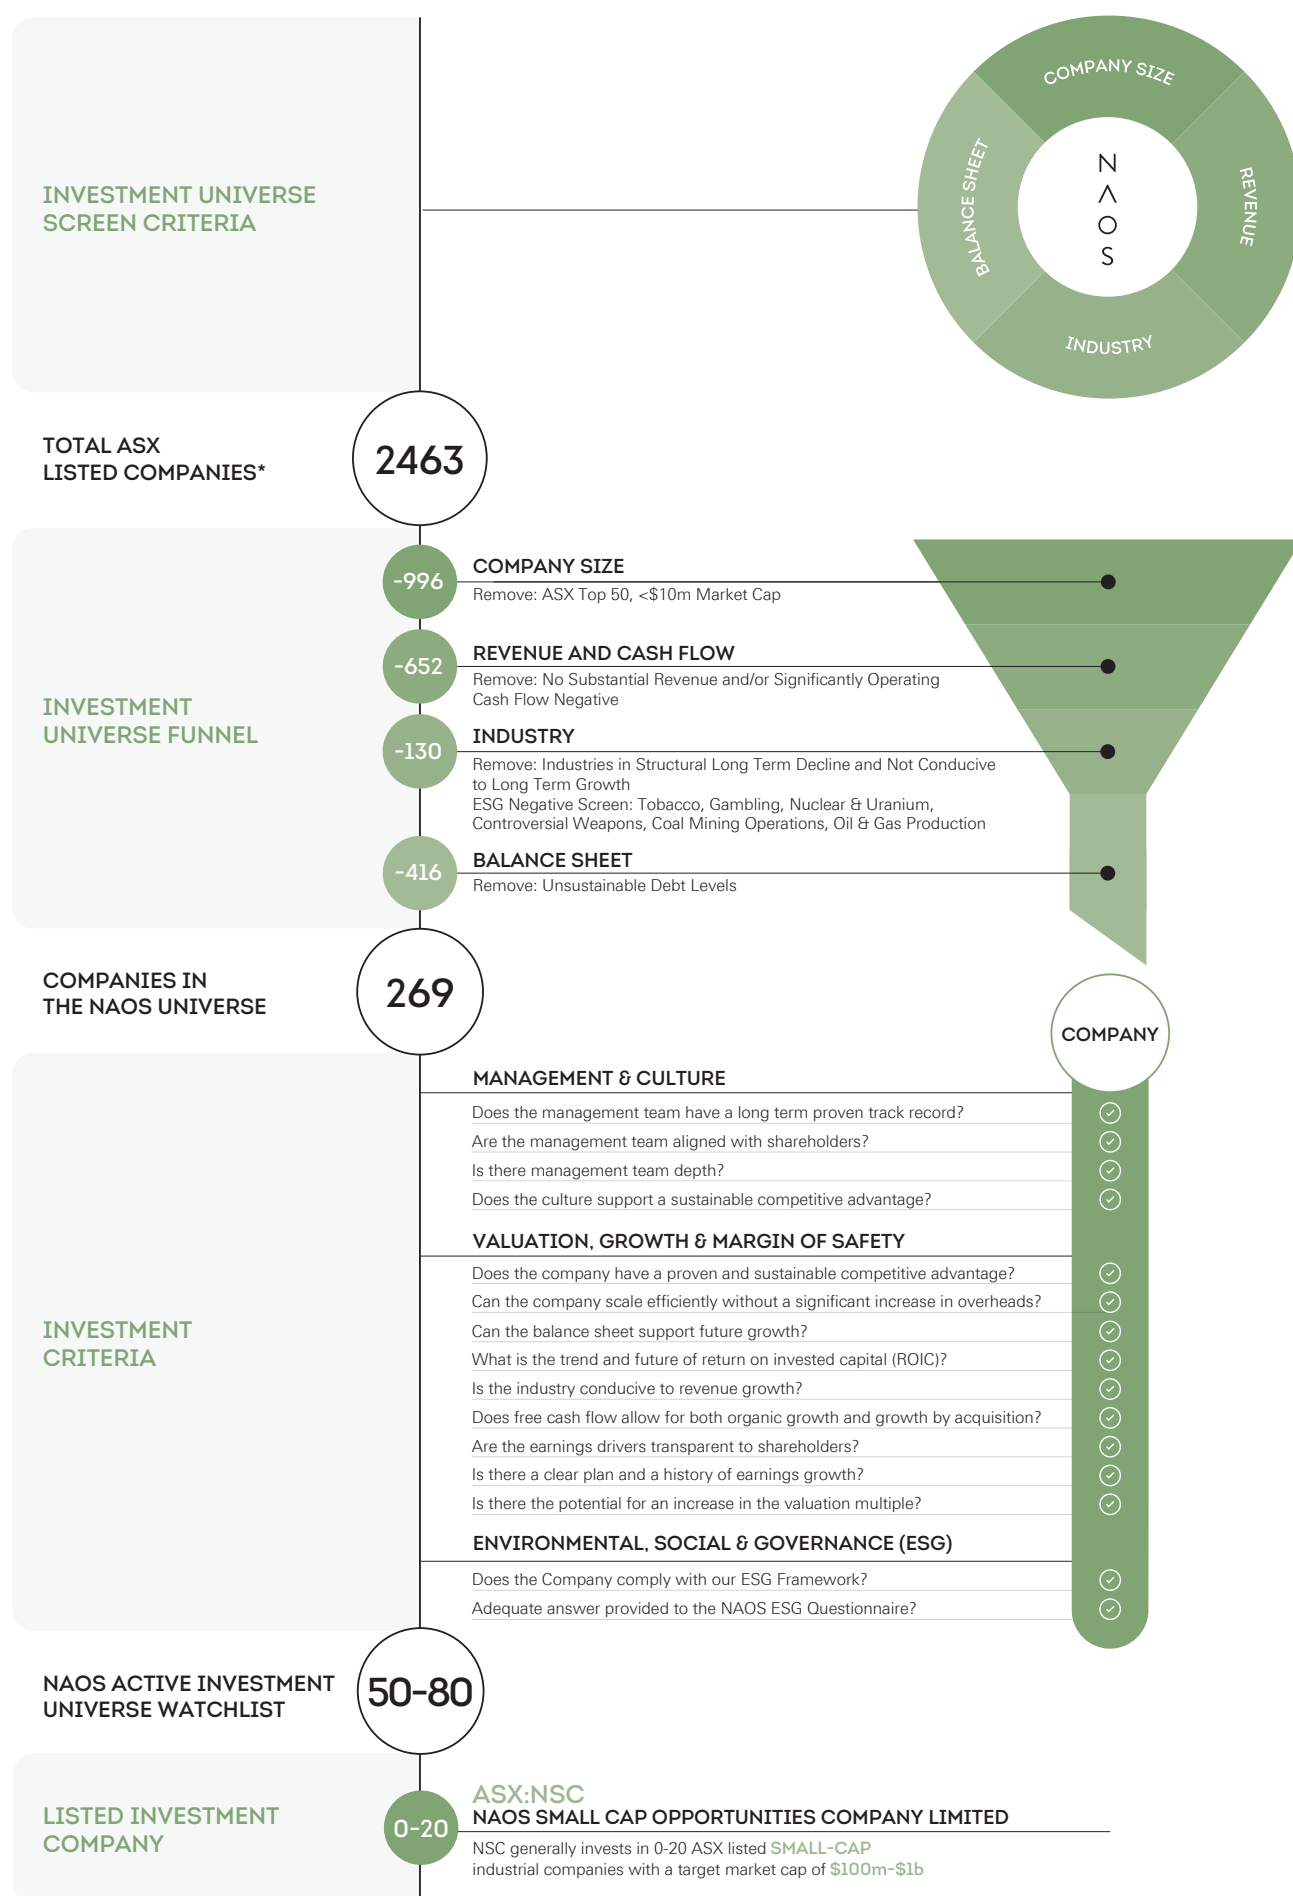 INVESTMENT UNIVERSE
SCREEN CRITERIA
COMPANY SIZE
REVENUE
INDUSTRY
BALANCE SHEET
N
Λ
O
S
TOTAL ASX
LISTED COMPANIES*
2463
INVESTMENT
UNIVERSE FUNNEL
-996
COMPANY SIZE
Remove: ASX Top 50, <$10m Market Cap
-652
REVENUE AND CASH FLOW
Remove: No Substantial Revenue and/or Significantly Operating
Cash Flow Negative
-130
INDUSTRY
Remove: Industries in Structural Long Term Decline and Not Conducive
to Long Term Growth
ESG Negative Screen: Tobacco, Gambling, Nuclear & Uranium,
Controversial Weapons, Coal Mining Operations, Oil & Gas Production
-416
BALANCE SHEET
Remove: Unsustainable Debt Levels
COMPANIES IN
THE NAOS UNIVERSE
269
COMPANY
INVESTMENT
CRITERIA
MANAGEMENT & CULTURE
Does the management team have a long term proven track record?
Are the management team aligned with shareholders?
Is there management team depth?
Does the culture support a sustainable competitive advantage?
VALUATION, GROWTH & MARGIN OF SAFETY
Does the company have a proven and sustainable competitive advantage?
Can the company scale efficiently without a significant increase in overheads?
Can the balance sheet support future growth?
What is the trend and future of return on invested capital (ROIC)?
Is the industry conducive to revenue growth?
Does free cash flow allow for both organic growth and growth by acquisition?
Are the earnings drivers transparent to shareholders?
Is there a clear plan and a history of earnings growth?
Is there the potential for an increase in the valuation multiple?
ENVIRONMENTAL, SOCIAL & GOVERNANCE (ESG)
Does the Company comply with our ESG Framework?
Adequate answer provided to the NAOS ESG Questionnaire?
NAOS ACTIVE INVESTMENT
UNIVERSE WATCHLIST
50-80
LISTED INVESTMENT
COMPANY
0-20
ASX:NSC
NAOS SMALL CAP OPPORTUNITIES COMPANY LIMITED
NSC generally invests in 0-20 ASX listed SMALL-CAP
industrial companies with a target market cap of $100m-$1b